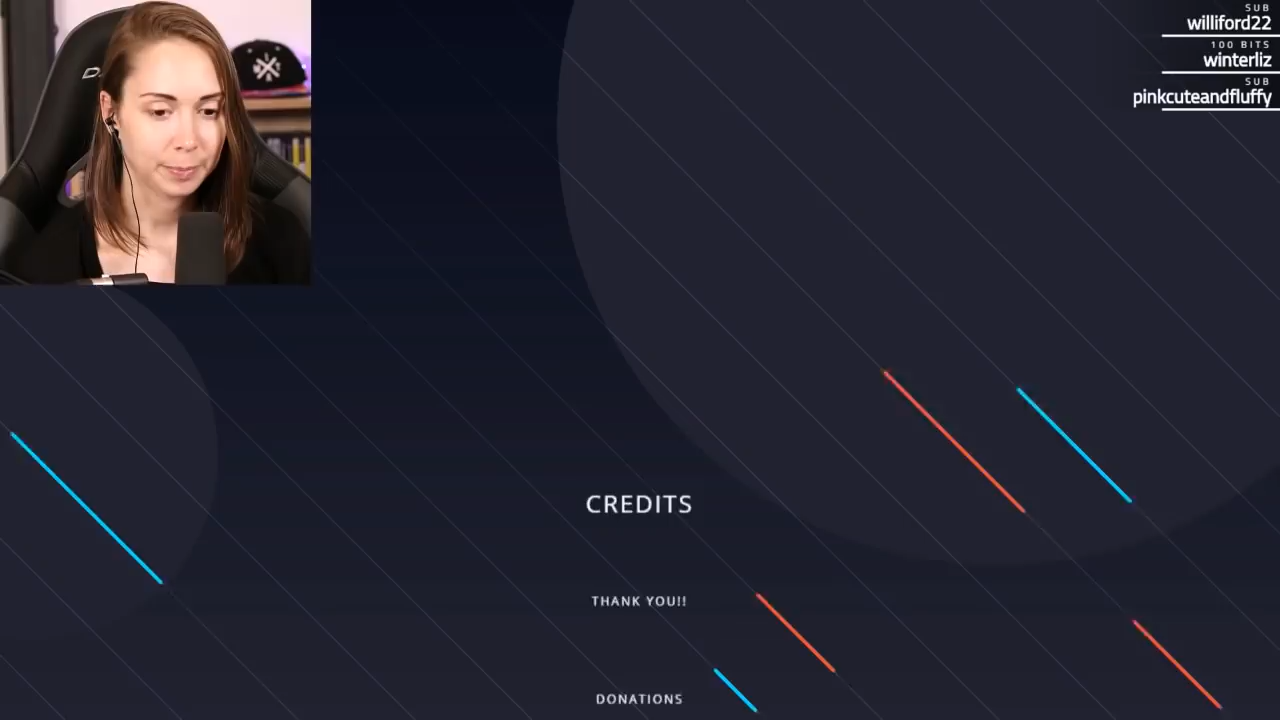 SUB
williford22
100 BITS
winterliz
SUB
pinkcuteandfluffy
CREDITS
THANK YOU!!
DONATIONS